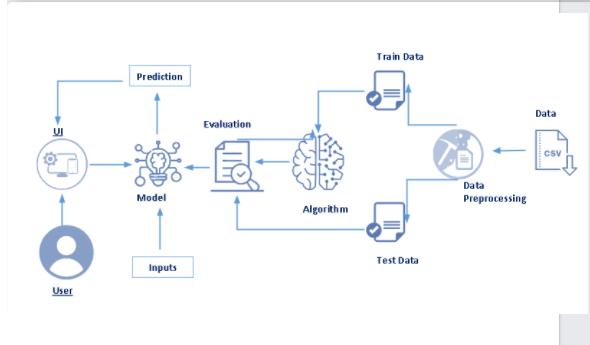 Train Data
Prediction
Data
Evaluation
UI
CSV
Model
Data
Preprocessing
Algorithm
Inputs
Test Data
User